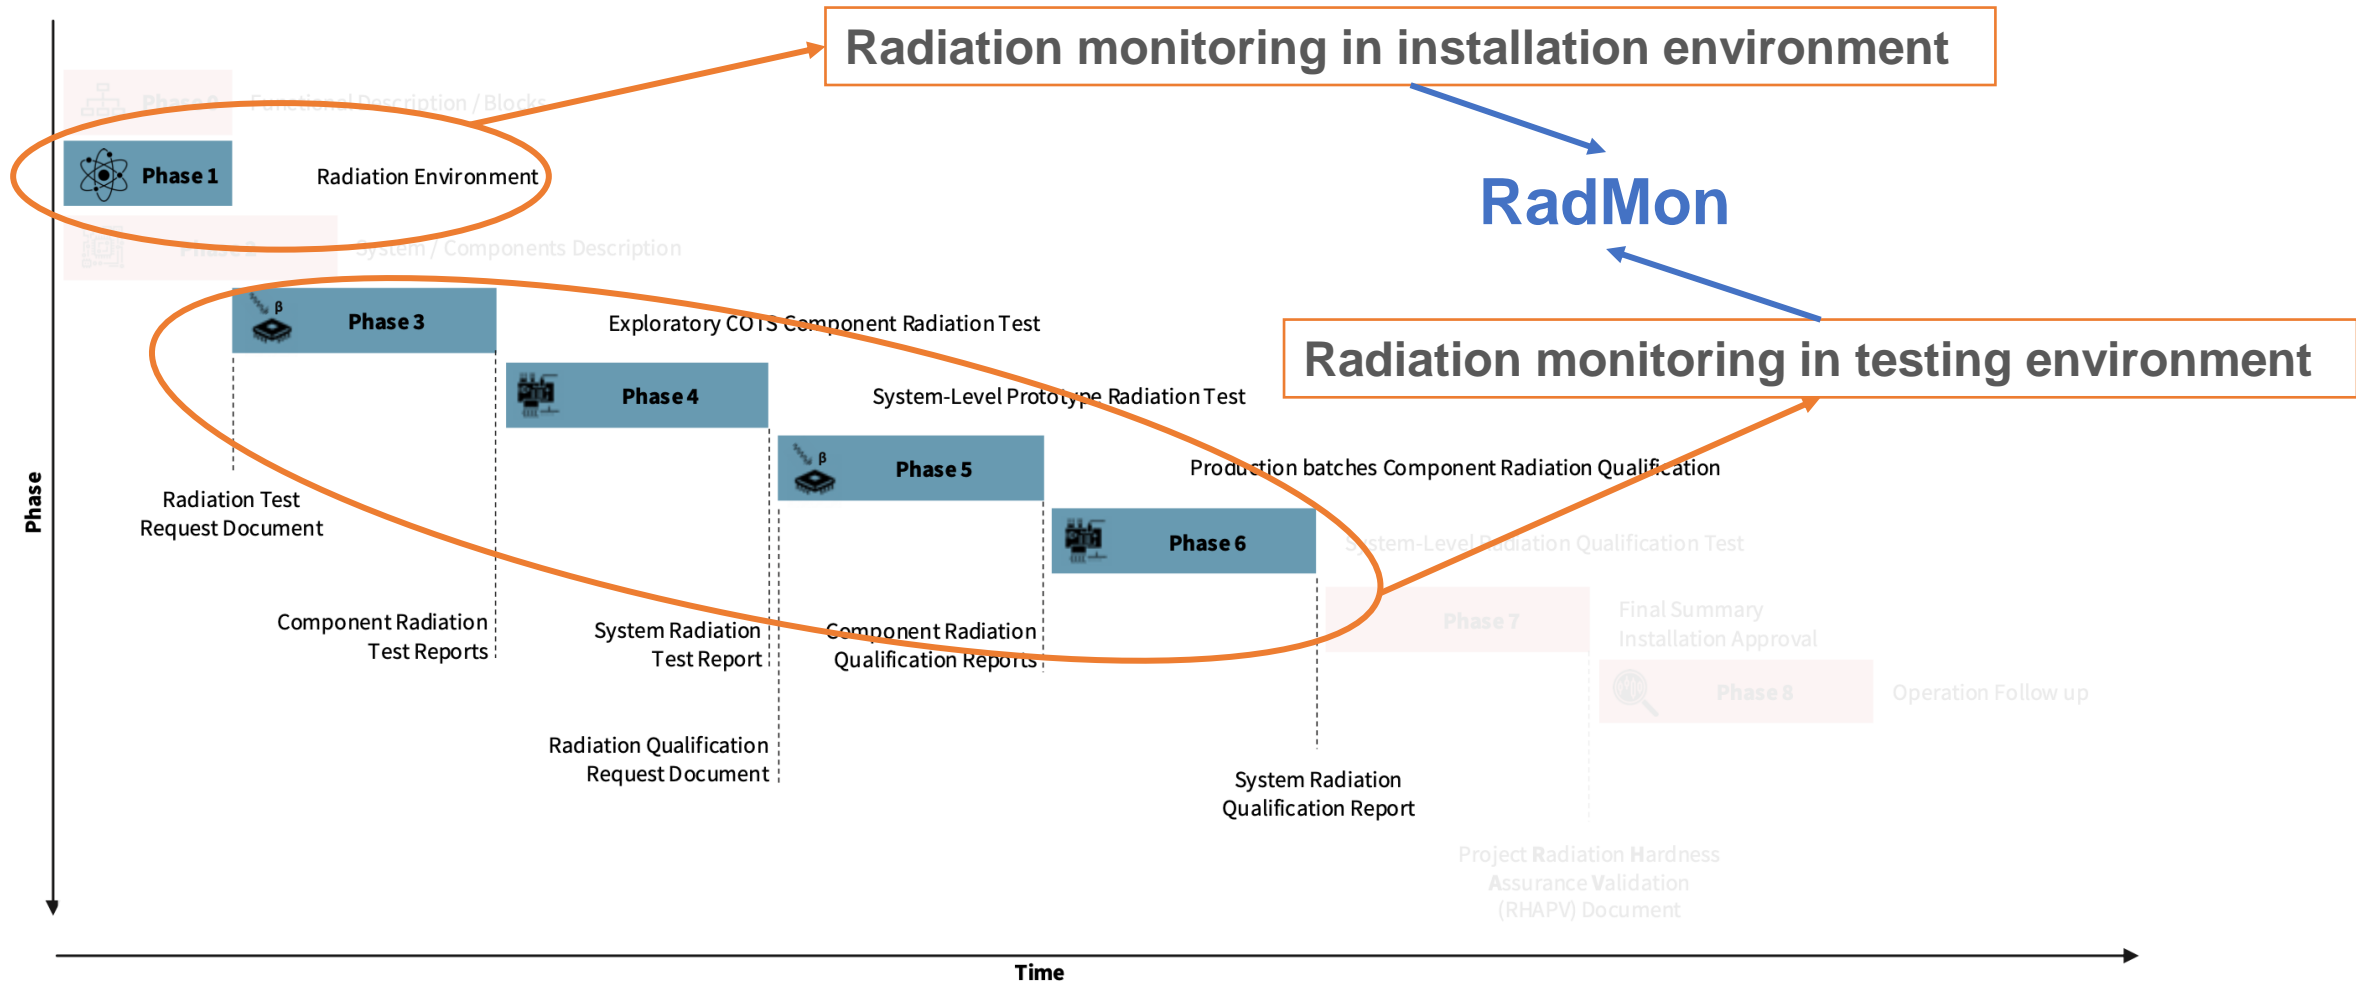 Radiation monitoring in installation environment
Phase 0
Functional Description / Blocks
Phase 1
Radiation Environment
RadMon
Phase 2
System / Components Description
β
Phase 3
Exploratory COTS Component Radiation Test
Radiation monitoring in testing environment
Phase 4
System-Level Prototype Radiation Test
β
Phase 5
Production batches Component Radiation Qualification
Phase
Radiation Test
Request Document
Phase 6
System-Level Radiation Qualification Test
Component Radiation
Test Reports
System Radiation
Test Report
Component Radiation
Qualification Reports
Phase 7
Final Summary
Installation Approval
Phase 8
Operation Follow up
Radiation Qualification
Request Document
System Radiation
Qualification Report
Project Radiation Hardness
Assurance Validation
(RHAPV) Document
Time